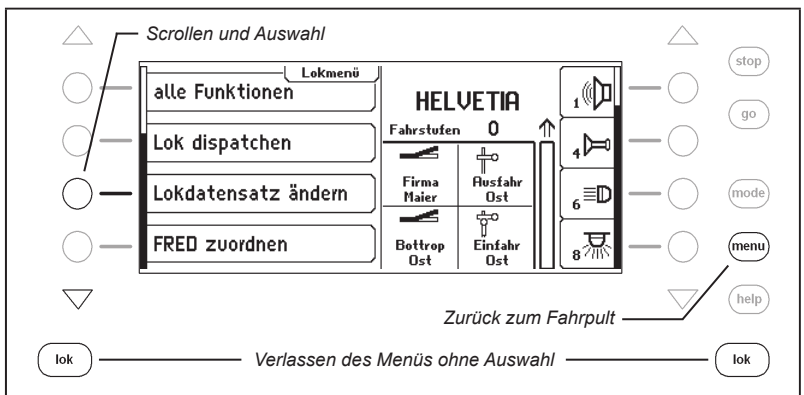 Scrollen und Auswahl
stop
go
mode
menu
help
Lokmenü
alle Funktionen
Lok dispatchen
Lokdatensatz ändern
FRED zuordnen
HELVETIA
Fahrstufen 0
Firma
Maier
Ausfahr
Ost
Bottrop
Ost
Einfahr
Ost
1
4
6
8
Zurück zum Fahrpult
lok
Verlassen des Menüs ohne Auswahl
lok